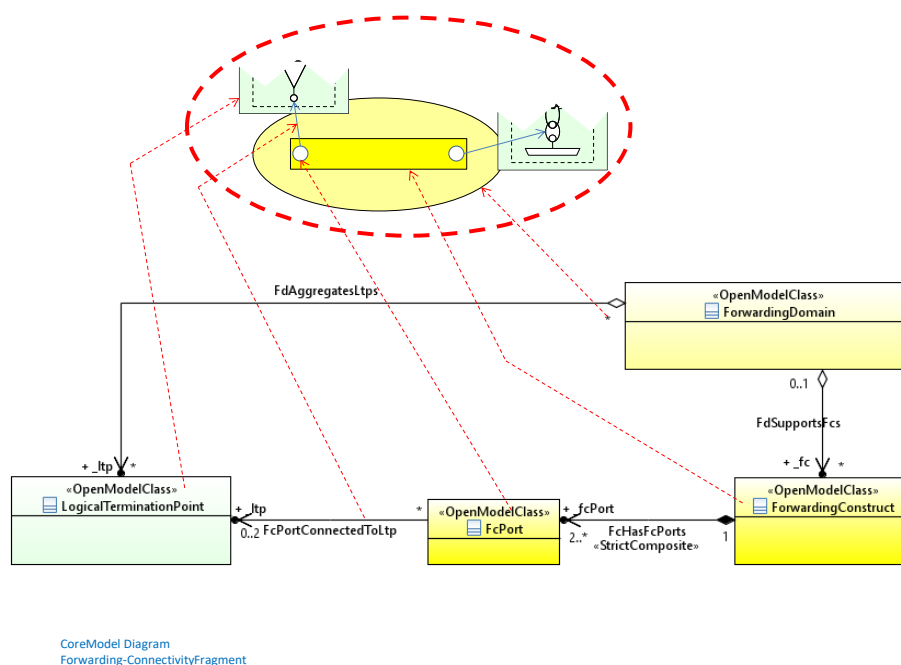 FdAggregatesLtps
*
«OpenModelClass»
ForwardingDomain
0..1
FdSupportsFcs
+ _ltp *
+ _fc *
«OpenModelClass»
LogicalTerminationPoint
+ _ltp
0..2
FcPortConnectedToLtp
*
«OpenModelClass»
FcPort
+ _fcPort
2..*
FcHasFcPorts
«StrictComposite»
1
«OpenModelClass»
ForwardingConstruct
CoreModel Diagram
Forwarding-ConnectivityFragment